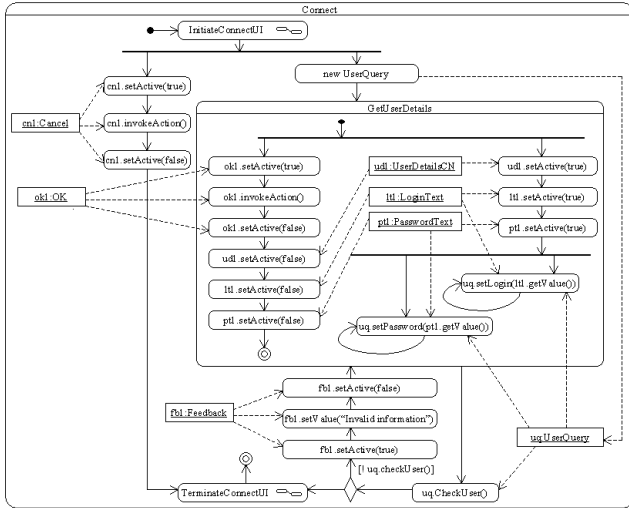 Connect
InitiateConnectUI
new UserQuery
cn1.setActive(true)
cn1:Cancel
cn1.invokeAction()
cn1.setActive(false)
GetUserDetails
ok1:OK
ok1.setActive(true)
ok1.invokeAction()
ok1.setActive(false)
ud1.setActive(false)
lt1.setActive(false)
pt1.setActive(false)
ud1:UserDetailsCN
lt1:LoginText
pt1:PasswordText
ud1.setActive(true)
lt1.setActive(true)
pt1.setActive(true)
uq.setLogin(lt1.getValue())
uq.setPassword(pt1.getValue())
fb1.setActive(false)
fb1:Feedback
fb1.setValue("Invalid information")
fb1.setActive(true)
uq:UserQuery
[! uq.checkUser()]
TerminateConnectUI
uq.CheckUser()